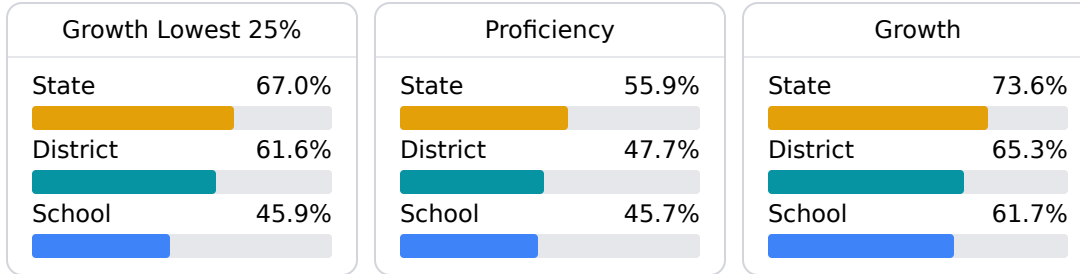 Growth Lowest 25%
State 67.0%
District 61.6%
School 45.9%
Proficiency
State 55.9%
District 47.7%
School 45.7%
Growth
State 73.6%
District 65.3%
School 61.7%